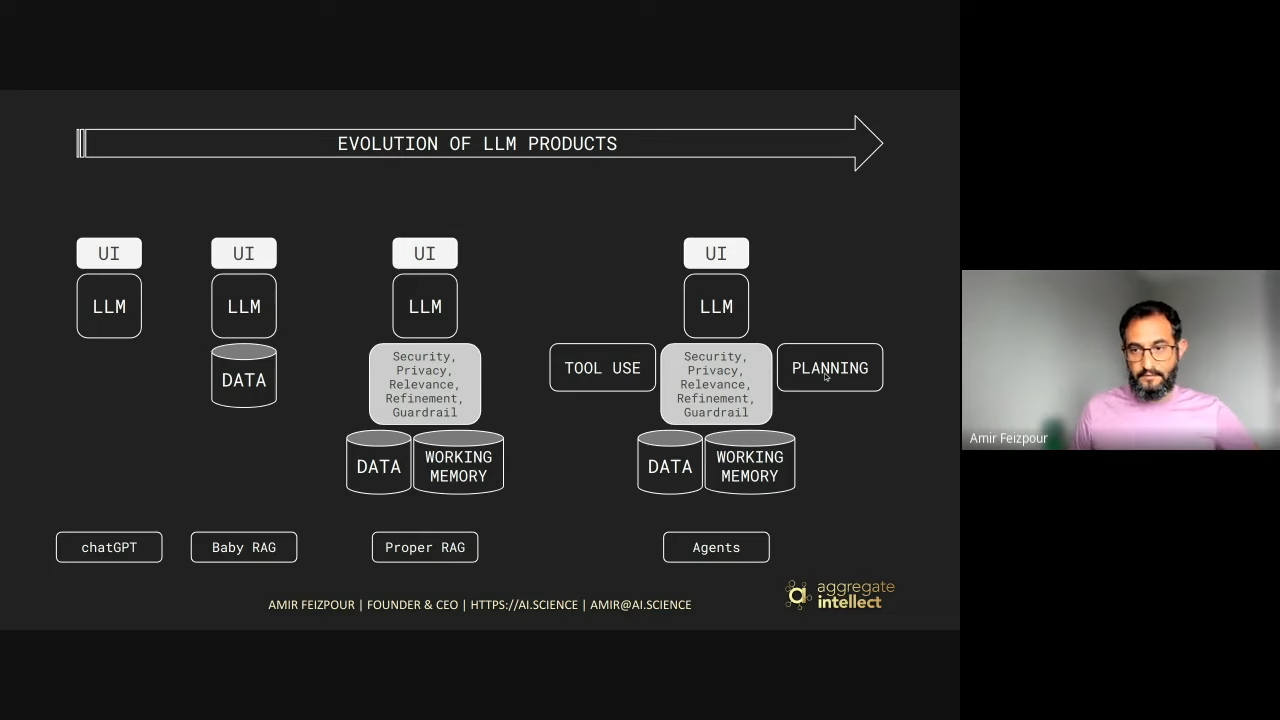 EVOLUTION OF LLM PRODUCTS
UI
LLM
chatGPT
UI
LLM
DATA
Baby RAG
UI
LLM
Security,
Privacy,
Relevance,
Refinement,
Guardrail
DATA
WORKING
MEMORY
Proper RAG
UI
LLM
TOOL USE
Security,
Privacy,
Relevance,
Refinement,
Guardrail
PLANNING
DATA
WORKING
MEMORY
Agents
AMIR FEIZPOUR | FOUNDER & CEO | HTTPS://AI.SCIENCE | AMIR@AI.SCIENCE
a
aggregate
intellect
Amir Feizpour